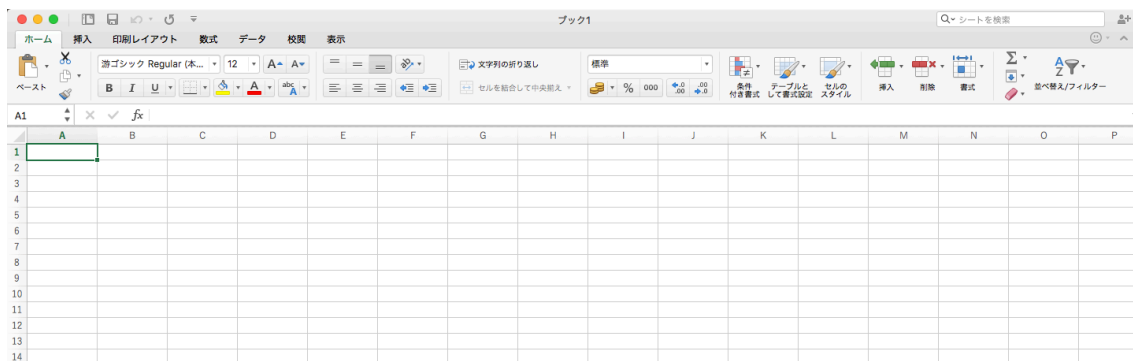 ブック1
シートを検索
ホーム 挿入 印刷レイアウト 数式 データ 校閲 表示
ペースト
游ゴシック Regular (本... 12 A A
文字列の折り返し
標準
B I U A abc A
セルを結合して中央揃え
% 000 .0 .00 .00 .0
条件付き書式
テーブルとして書式設定
セルのスタイル
挿入 削除 書式
Σ
A Z
並べ替え/フィルター
A1 fx
A B C D E F G H I J K L M N O P
1
2
3
4
5
6
7
8
9
10
11
12
13
14